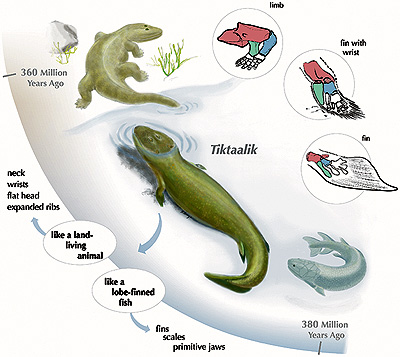 limb
fin with
wrist
360 Million
Years Ago
Tiktaalik
fin
neck
wrists
flat head
expanded ribs
like a land-
living
animal
like a
lobe-finned
fish
fins
scales
primitive jaws
380 Million
Years Ago